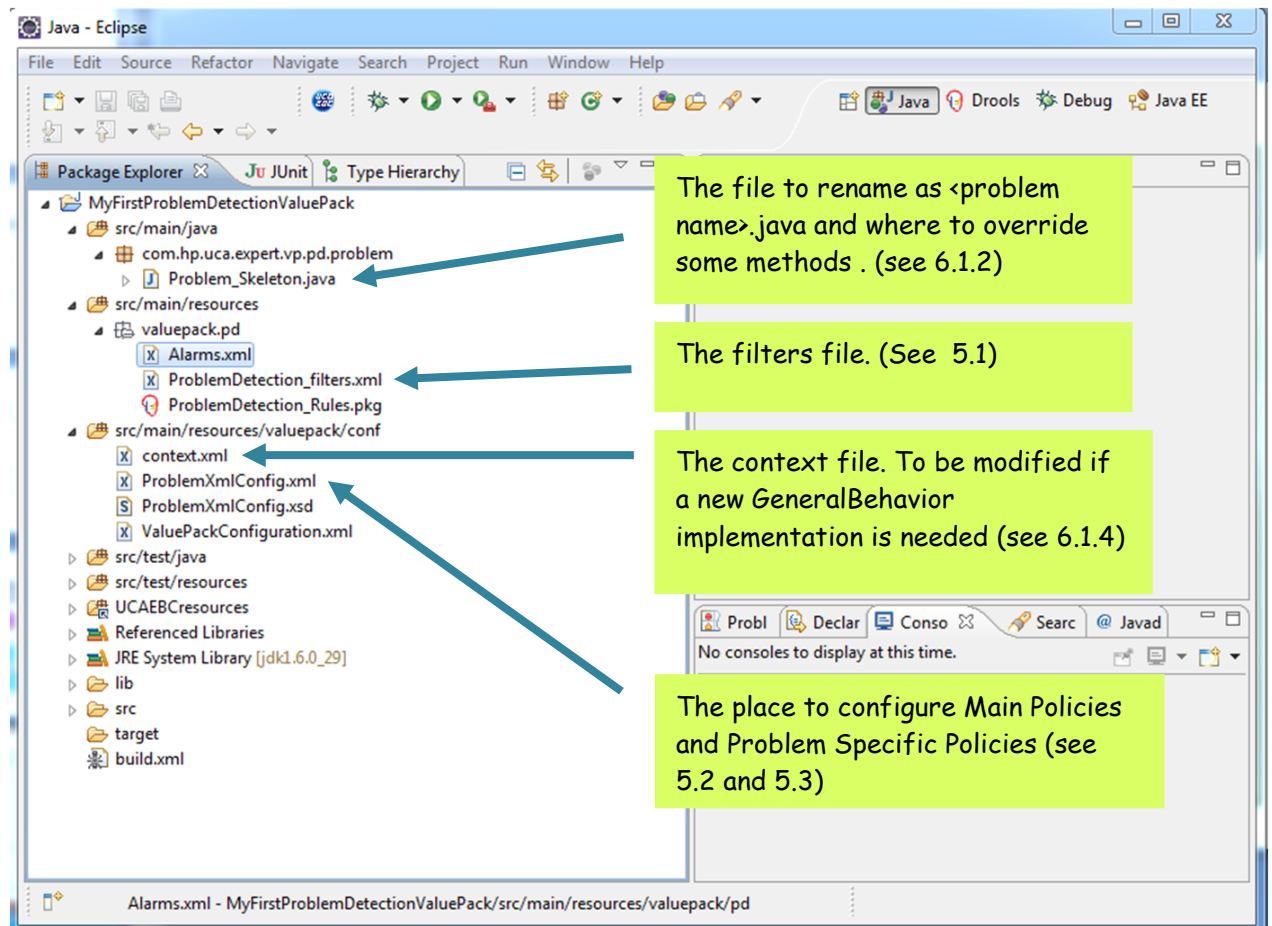 Java - Eclipse
File Edit Source Refactor Navigate Search Project Run Window Help
Java Drools Debug Java EE
Package Explorer Ju JUnit Type Hierarchy
MyFirstProblemDetectionValuePack
src/main/java
com.hp.uca.expert.vp.pd.problem
Problem_Skeleton.java
src/main/resources
valuepack.pd
Alarms.xml
ProblemDetection_filters.xml
ProblemDetection_Rules.pkg
src/main/resources/valuepack/conf
context.xml
ProblemXmlConfig.xml
ProblemXmlConfig.xsd
ValuePackConfiguration.xml
src/test/java
src/test/resources
UCAEBCresources
Referenced Libraries
JRE System Library [jdk1.6.0_29]
lib
src
target
build.xml
The file to rename as <problem
name>.java and where to override
some methods . (see 6.1.2)
The filters file. (See 5.1)
The context file. To be modified if
a new GeneralBehavior
implementation is needed (see 6.1.4)
Probl Declar Conso Searc @ Javad
No consoles to display at this time.
The place to configure Main Policies
and Problem Specific Policies (see
5.2 and 5.3)
Alarms.xml - MyFirstProblemDetectionValuePack/src/main/resources/valuepack/pd